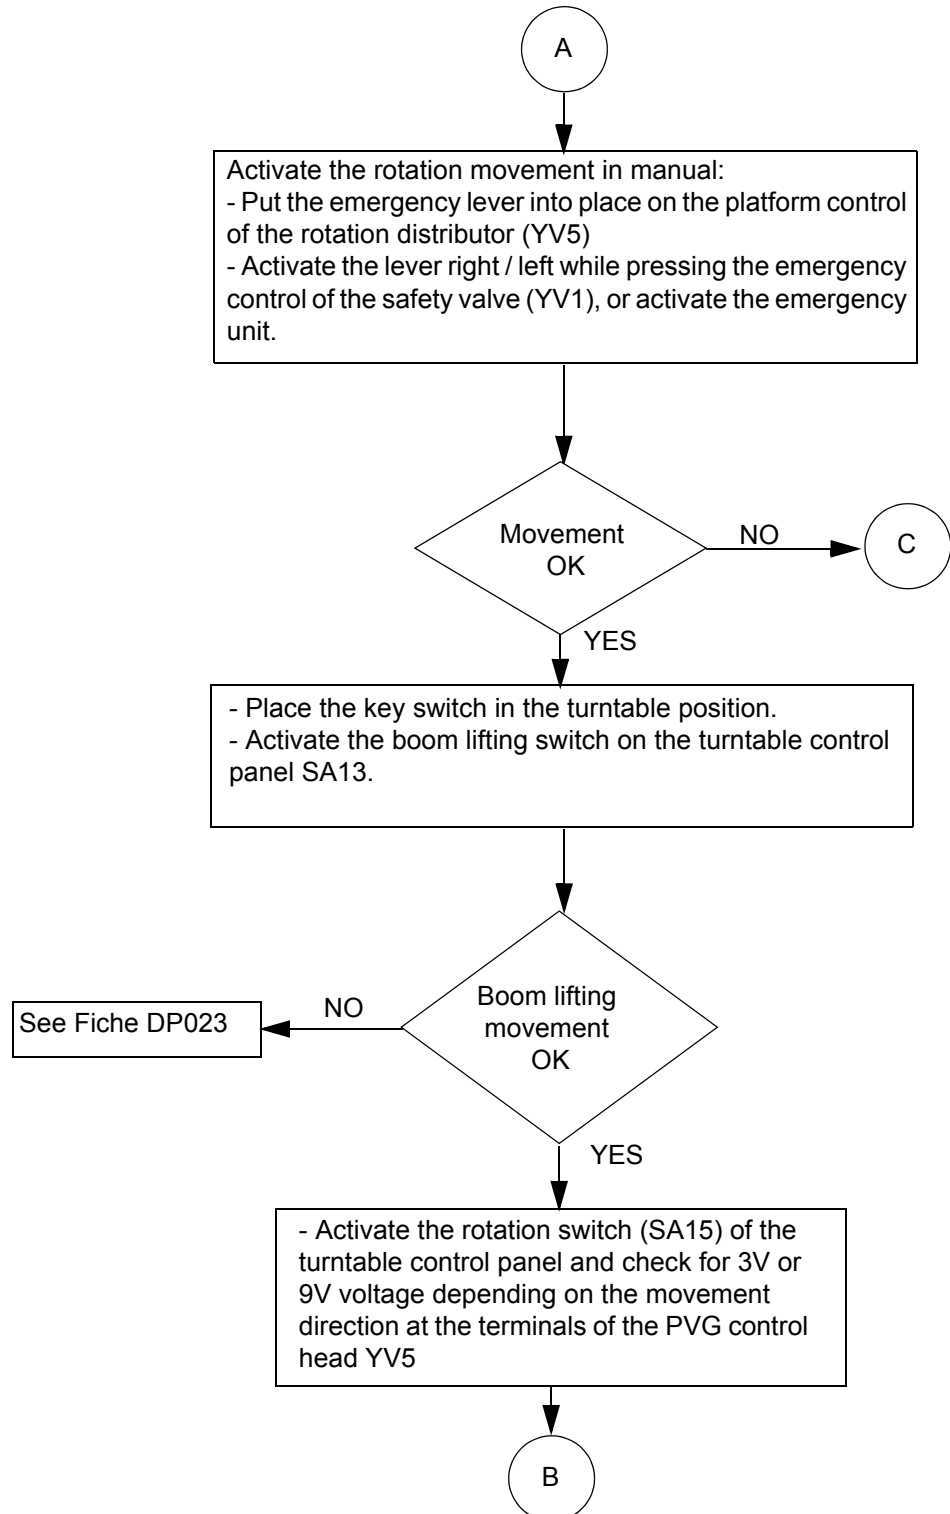 A
Activate the rotation movement in manual:
- Put the emergency lever into place on the platform control
of the rotation distributor (YV5)
- Activate the lever right / left while pressing the emergency
control of the safety valve (YV1), or activate the emergency
unit.
Movement
OK
NO
C
YES
- Place the key switch in the turntable position.
- Activate the boom lifting switch on the turntable control
panel SA13.
Boom lifting
movement
OK
NO
See Fiche DP023
YES
- Activate the rotation switch (SA15) of the
turntable control panel and check for 3V or
9V voltage depending on the movement
direction at the terminals of the PVG control
head YV5
B